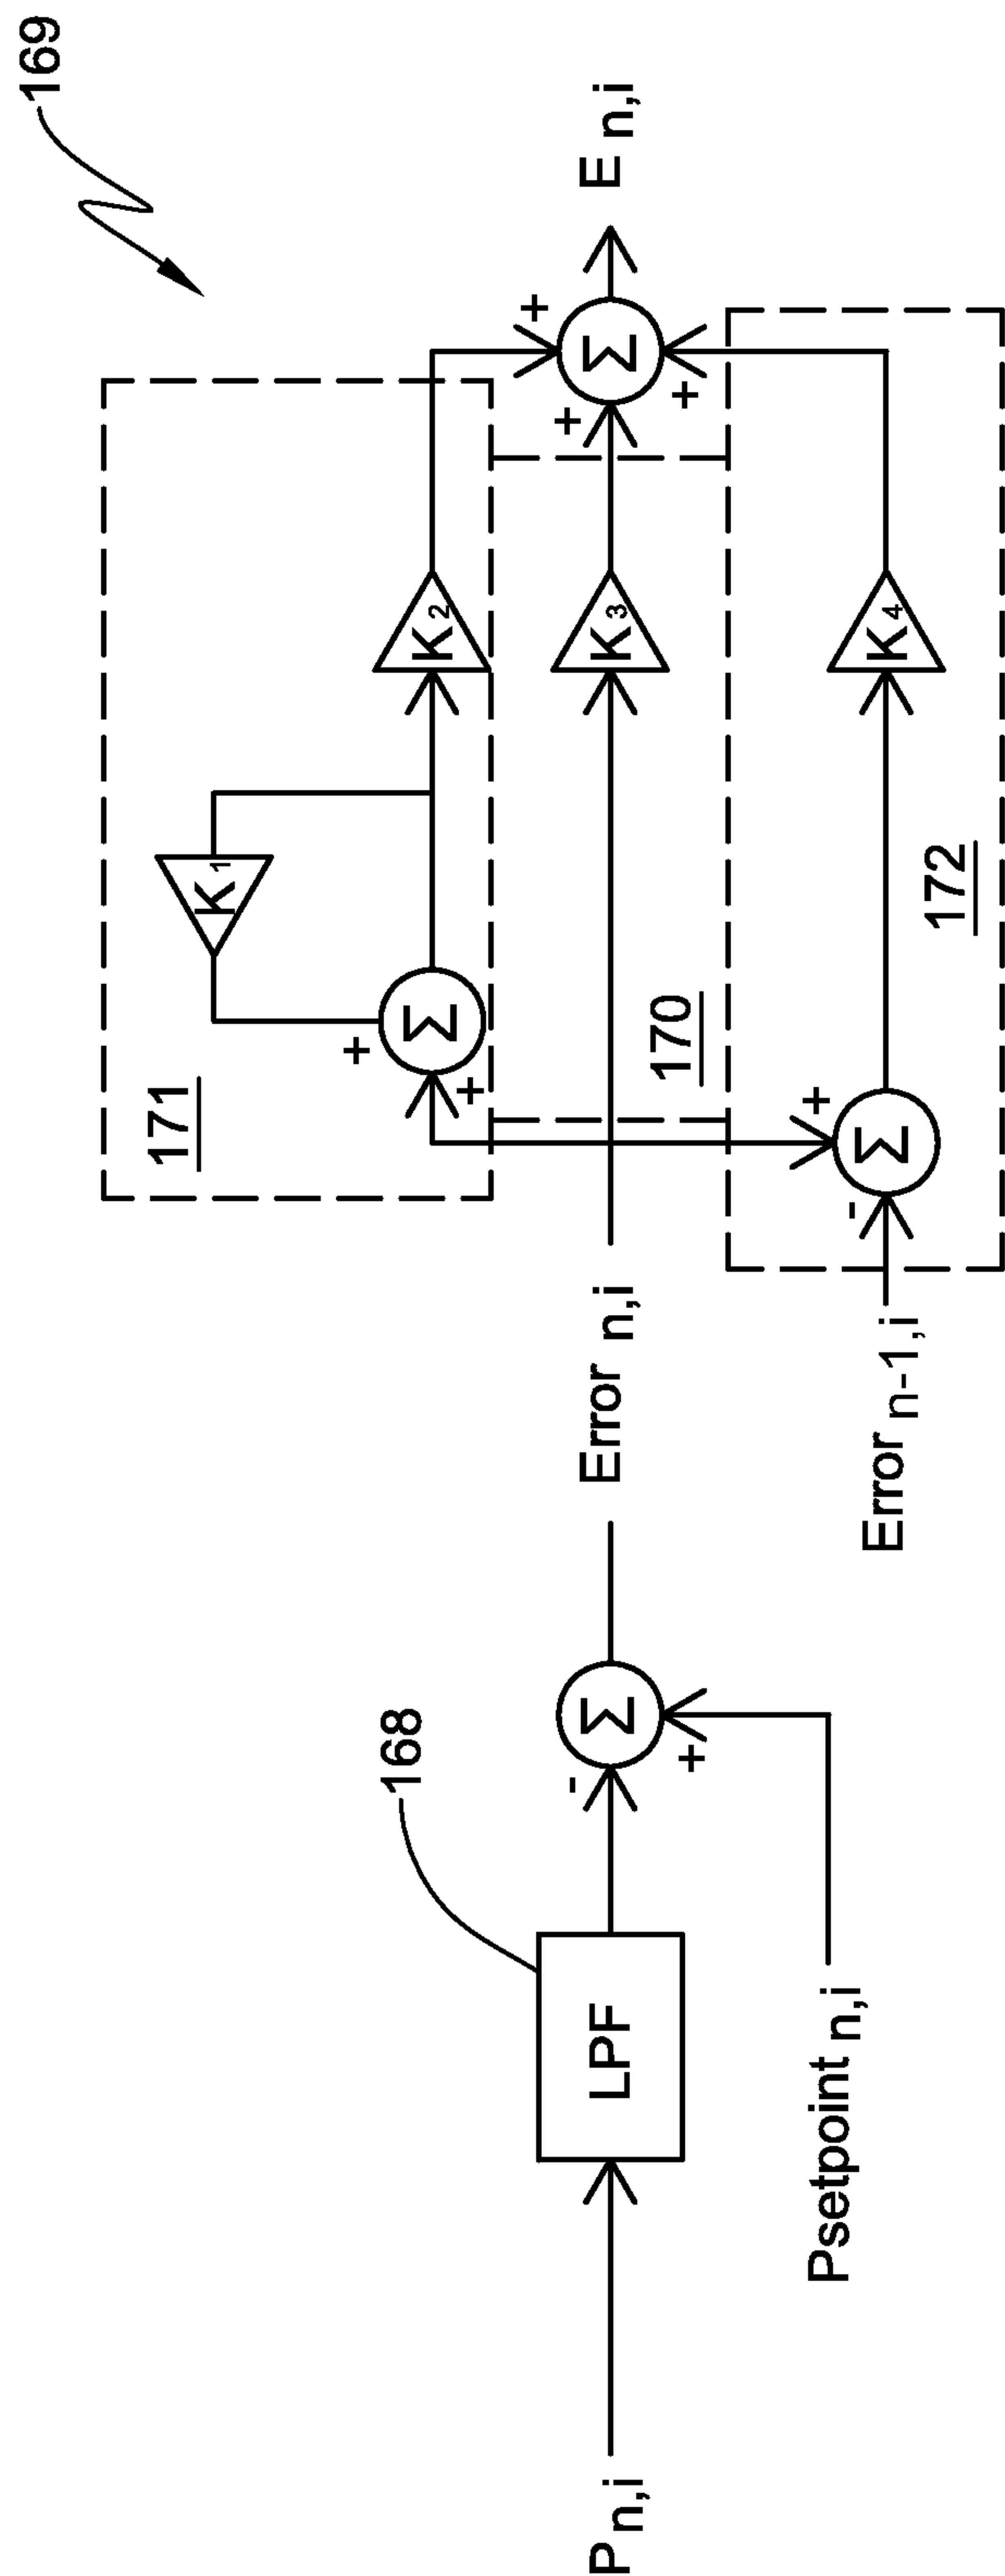 169
171
K1
Σ
+
+
K2
+
P n,i
LPF
168
-
Σ
+
Psetpoint n,i
Error n,i
170
K3
+
Σ
E n,i
+
Error n-1,i
-
+
Σ
172
K4